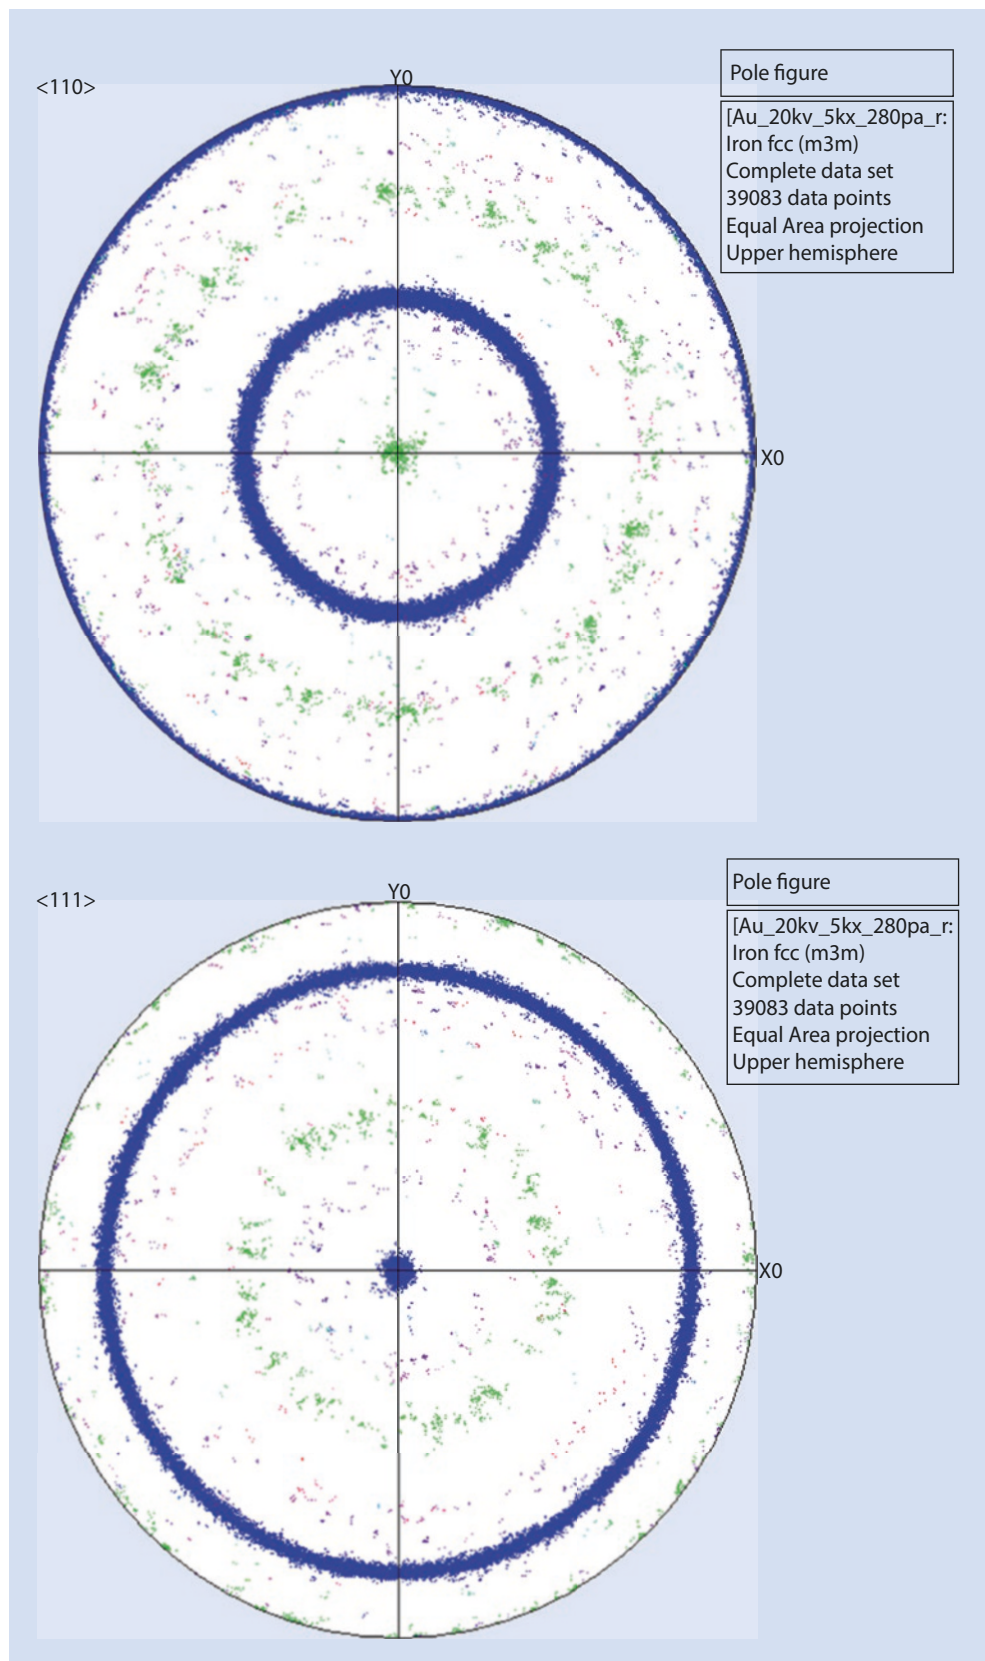 <110>
Y0
Pole figure
[Au_20kv_5kx_280pa_r:
Iron fcc (m3m)
Complete data set
39083 data points
Equal Area projection
Upper hemisphere
X0
<111>
Y0
Pole figure
[Au_20kv_5kx_280pa_r:
Iron fcc (m3m)
Complete data set
39083 data points
Equal Area projection
Upper hemisphere
X0